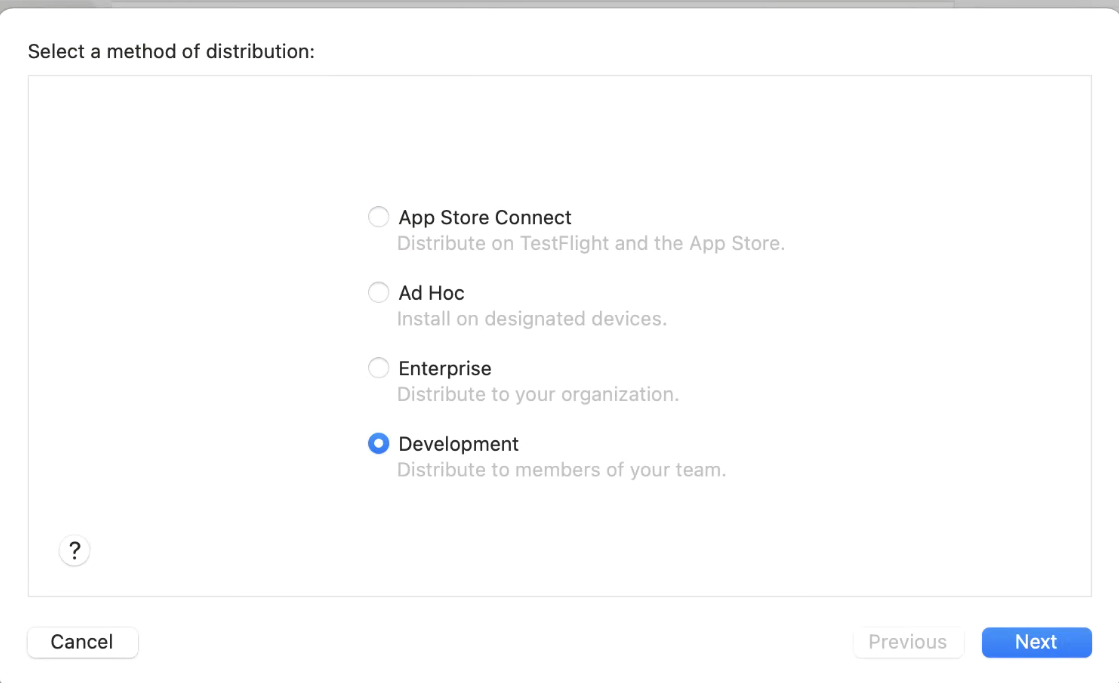 Select a method of distribution:
App Store Connect
Distribute on TestFlight and the App Store.
Ad Hoc
Install on designated devices.
Enterprise
Distribute to your organization.
Development
Distribute to members of your team.
?
Cancel
Previous
Next